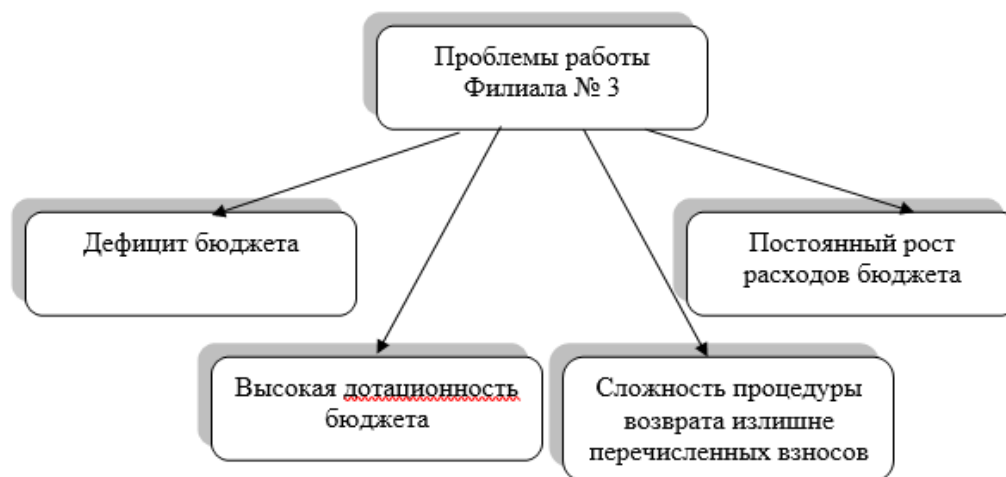 Проблемы работы
Филиала № 3
Дефицит бюджета
Постоянный рост
расходов бюджета
Высокая дотационность
бюджета
Сложность процедуры
возврата излишне
перечисленных взносов